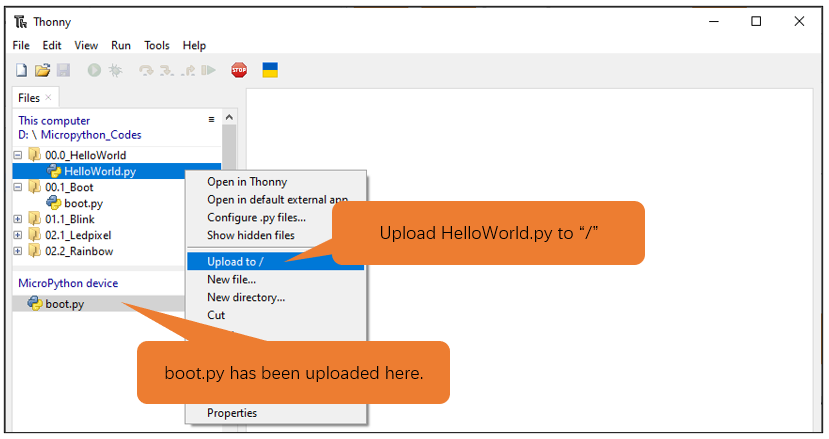 Thonny
File Edit View Run Tools Help
STOP
Files
This computer
D: \ Micropython_Codes
00.0_HelloWorld
HelloWorld.py
00.1_Boot
boot.py
01.1_Blink
02.1_Ledpixel
02.2_Rainbow
MicroPython device
boot.py
Open in Thonny
Open in default external app
Configure .py files...
Show hidden files
Upload to /
New file...
New directory...
Cut
Properties
Upload HelloWorld.py to “/”
boot.py has been uploaded here.